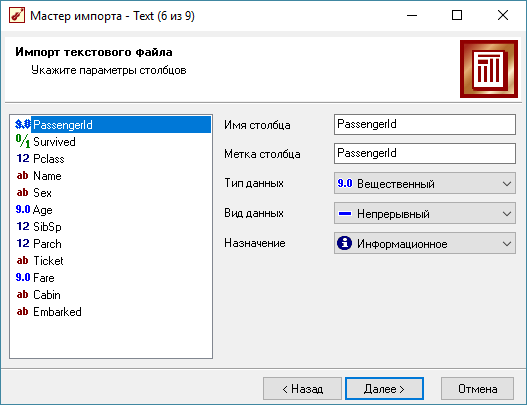 Мастер импорта - Text (6 из 9)
Импорт текстового файла
Укажите параметры столбцов
9.0 PassengerId
0/1 Survived
12 Pclass
ab Name
ab Sex
9.0 Age
12 SibSp
12 Parch
ab Ticket
9.0 Fare
ab Cabin
ab Embarked
Имя столбца PassengerId
Метка столбца PassengerId
Тип данных 9.0 Вещественный
Вид данных Непрерывный
Назначение Информационное
< Назад Далее > Отмена